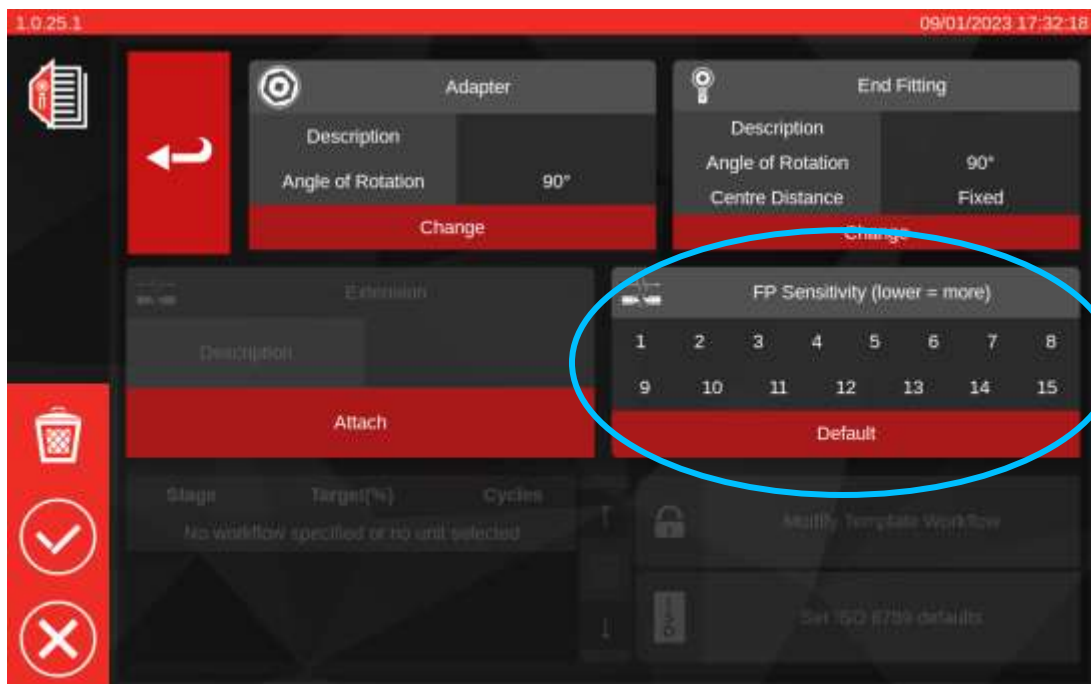 1.0.25.1 09/01/2023 17:32:18
Adapter
Description
Angle of Rotation 90°
Change
End Fitting
Description
Angle of Rotation 90°
Centre Distance Fixed
Change
Extension
Description
Attach
FP Sensitivity (lower = more)
1 2 3 4 5 6 7 8
9 10 11 12 13 14 15
Default
Stage Target(%) Cycles
No workflow specified or no unit selected
Modify Template Workflow
Set ISO 6789 defaults